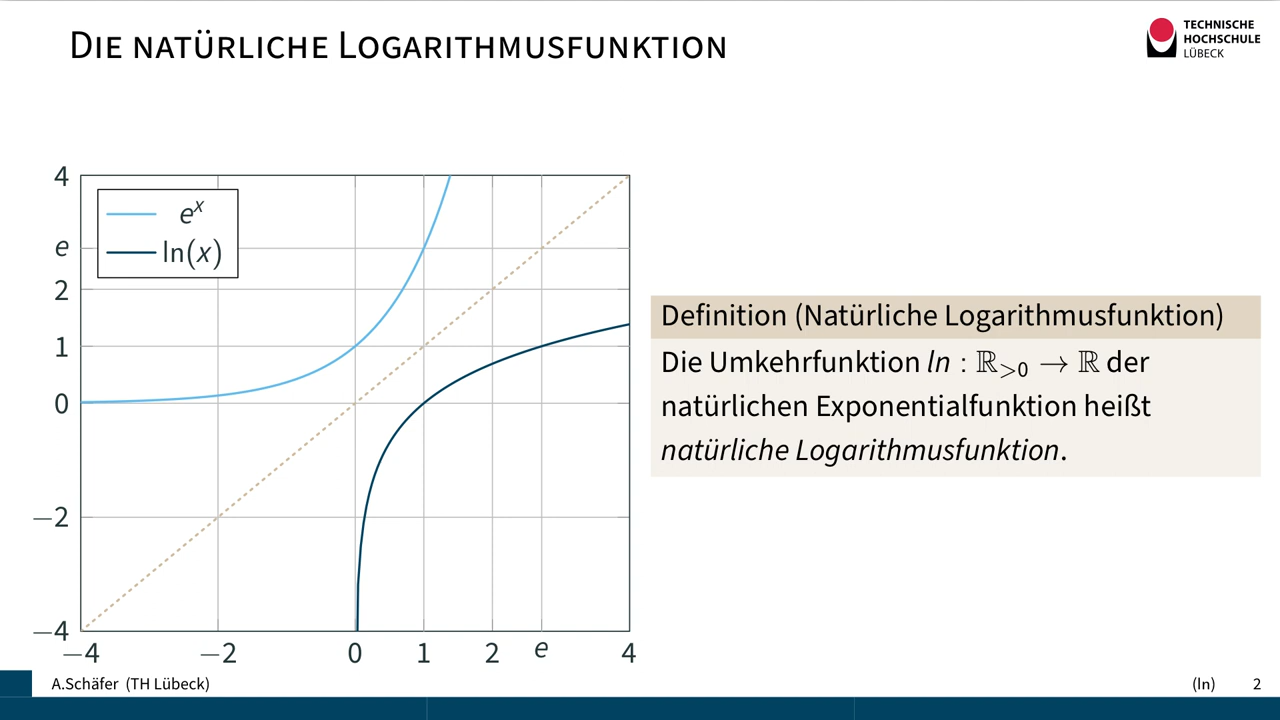 Die natürliche Logarithmusfunktion
TECHNISCHE
HOCHSCHULE
LÜBECK
4
e
2
1
0
−2
−4
e^x
ln(x)
−4 −2 0 1 2 e 4
Definition (Natürliche Logarithmusfunktion)
Die Umkehrfunktion ln : ℝ>0 → ℝ der
natürlichen Exponentialfunktion heißt
natürliche Logarithmusfunktion.
A.Schäfer (TH Lübeck)
(ln) 2